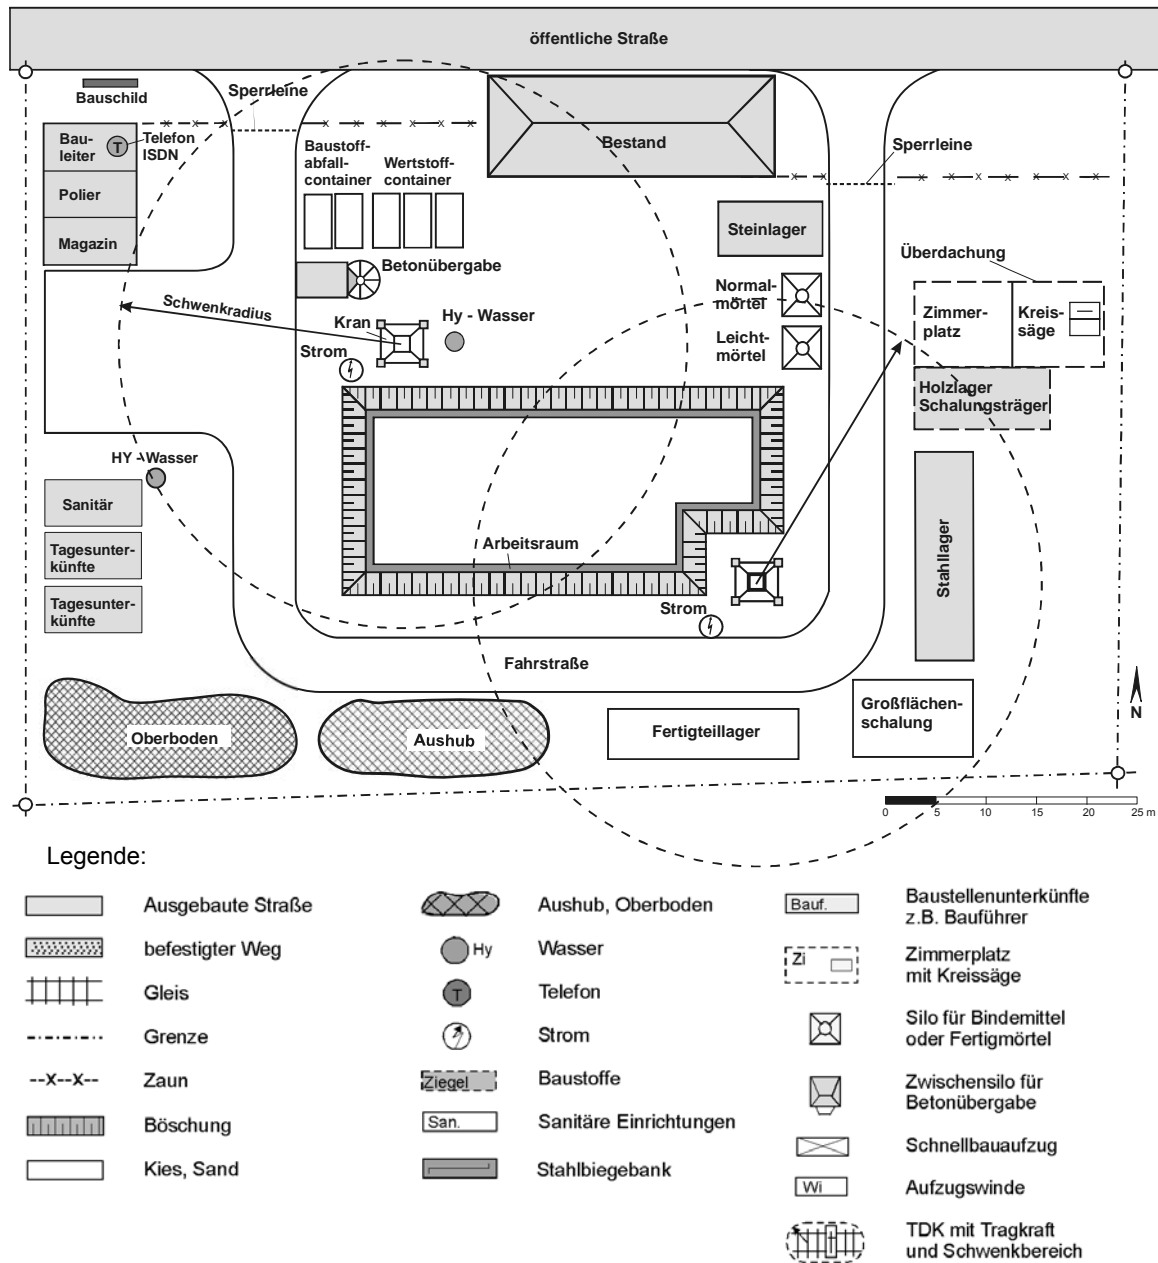 öffentliche Straße
Bauschild
Sperrleine
Bau-
leiter
T
Telefon
ISDN
Polier
Magazin
Baustoff-
abfall-
container
Wertstoff-
container
Bestand
Sperrleine
Steinlager
Betonübergabe
Überdachung
Normal-
mörtel
Schwenkradius
Kran
Hy - Wasser
Zimmer-
platz
Kreis-
säge
Leicht-
mörtel
Strom
Holzlager
Schalungsträger
HY - Wasser
Sanitär
Tagesunter-
künfte
Tagesunter-
künfte
Arbeitsraum
Stahllager
Strom
Fahrstraße
Oberboden
Aushub
Fertigteillager
Großflächen-
schalung
N
0 5 10 15 20 25 m
Legende:
Ausgebaute Straße
befestigter Weg
Gleis
Grenze
Zaun
Böschung
Kies, Sand
Aushub, Oberboden
Hy Wasser
T Telefon
Strom
Ziegel Baustoffe
San. Sanitäre Einrichtungen
Stahlbiegebank
Bauf. Baustellenunterkünfte
z.B. Bauführer
Zi Zimmerplatz
mit Kreissäge
Silo für Bindemittel
oder Fertigmörtel
Zwischensilo für
Betonübergabe
Schnellbauaufzug
Wi Aufzugswinde
TDK mit Tragkraft
und Schwenkbereich